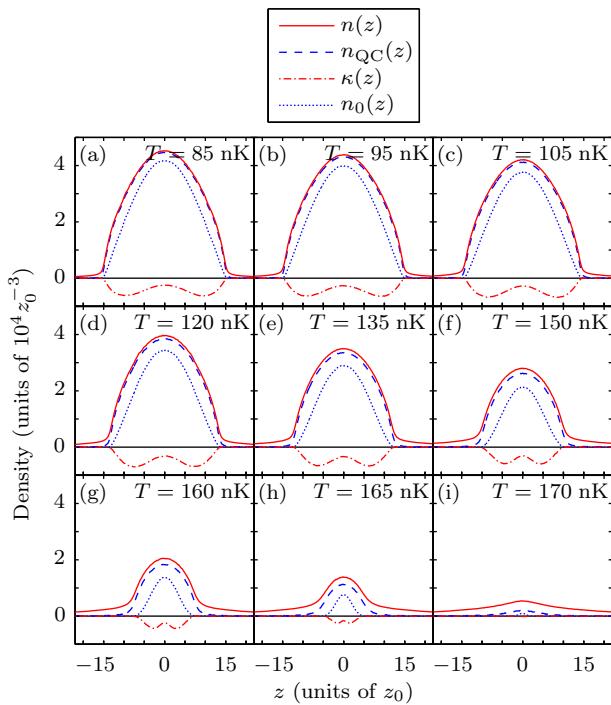 n(z)
n_QC(z)
κ(z)
n_0(z)
(a) T = 85 nK
(b) T = 95 nK
(c) T = 105 nK
4
2
0
(d) T = 120 nK
(e) T = 135 nK
(f) T = 150 nK
4
2
0
(g) T = 160 nK
(h) T = 165 nK
(i) T = 170 nK
4
2
0
−15 0 15 −15 0 15 −15 0 15
Density (units of 10^4 z_0^{-3})
z (units of z_0)